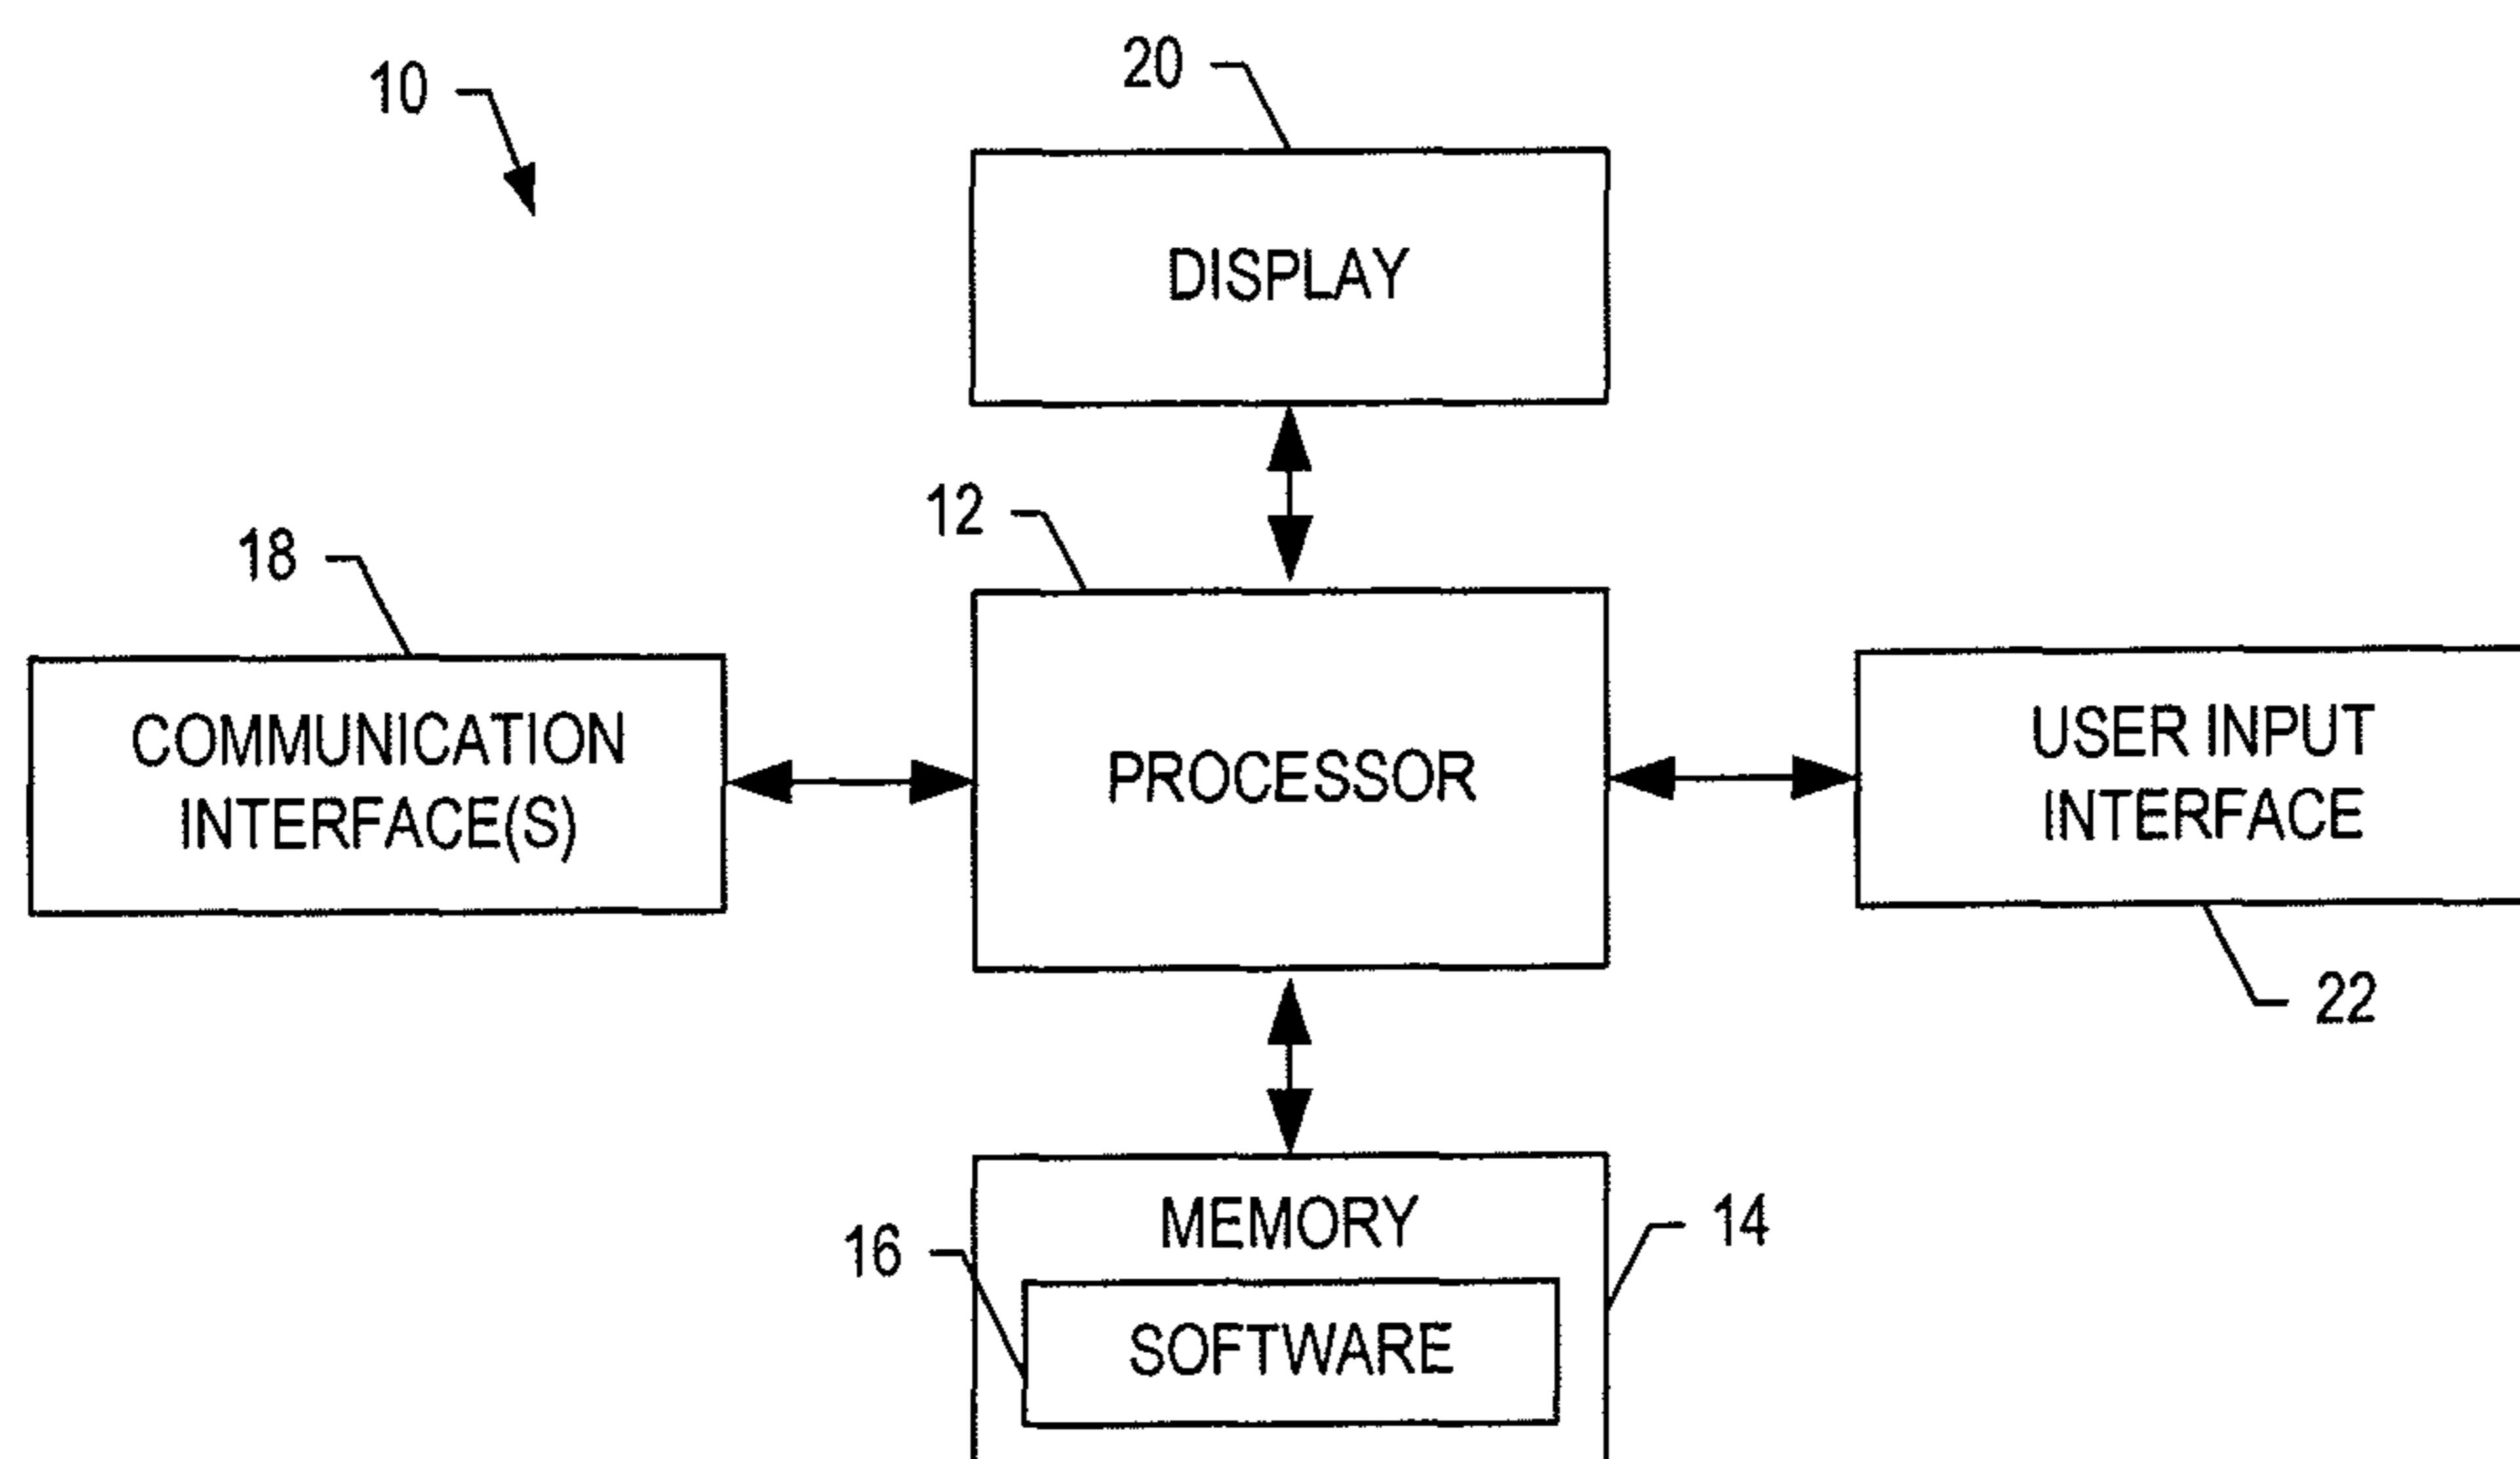 10
20
DISPLAY
12
18
COMMUNICATION
INTERFACE(S)
PROCESSOR
USER INPUT
INTERFACE
22
MEMORY
14
16
SOFTWARE